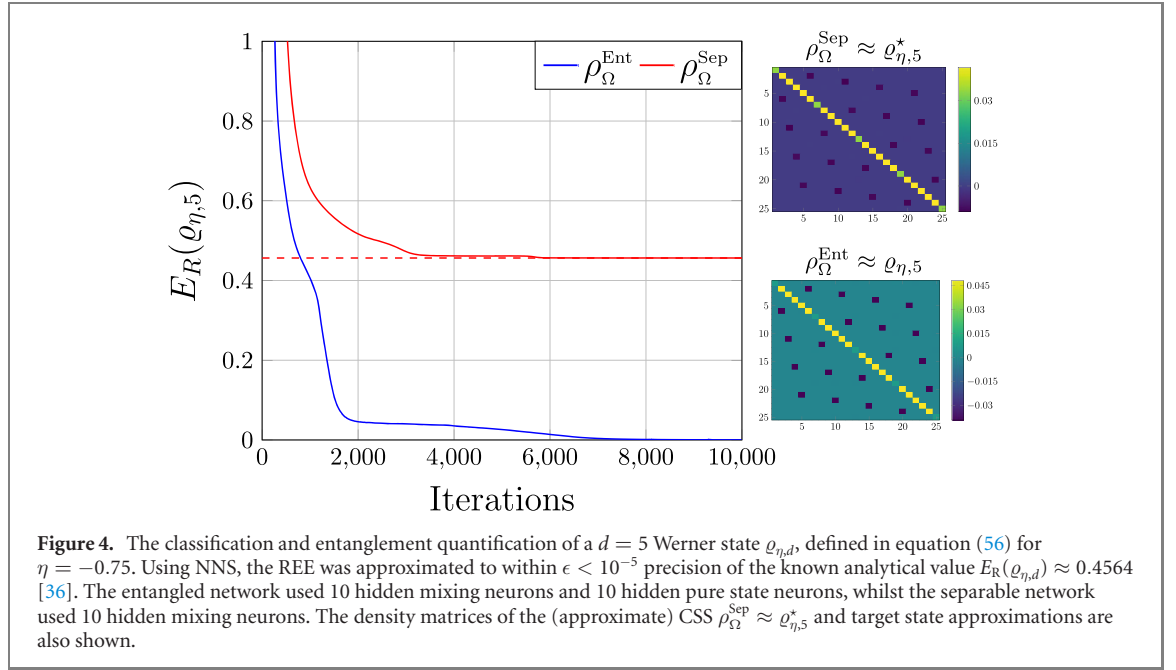 1
0.8
0.6
0.4
0.2
0
E_R(ϱ_{η,5})
0 2,000 4,000 6,000 8,000 10,000
Iterations
ρ_Ω^Ent ρ_Ω^Sep
ρ_Ω^Sep ≈ ϱ*_{η,5}
5
10
15
20
25
5 10 15 20 25
0.03
0.015
0
ρ_Ω^Ent ≈ ϱ_{η,5}
5
10
15
20
25
5 10 15 20 25
0.045
0.03
0.015
0
−0.015
−0.03
Figure 4. The classification and entanglement quantification of a d = 5 Werner state ϱ_{η,d}, defined in equation (56) for
η = −0.75. Using NNS, the REE was approximated to within ϵ < 10^{−5} precision of the known analytical value E_R(ϱ_{η,d}) ≈ 0.4564
[36]. The entangled network used 10 hidden mixing neurons and 10 hidden pure state neurons, whilst the separable network
used 10 hidden mixing neurons. The density matrices of the (approximate) CSS ρ_Ω^Sep ≈ ϱ*_{η,5} and target state approximations are
also shown.